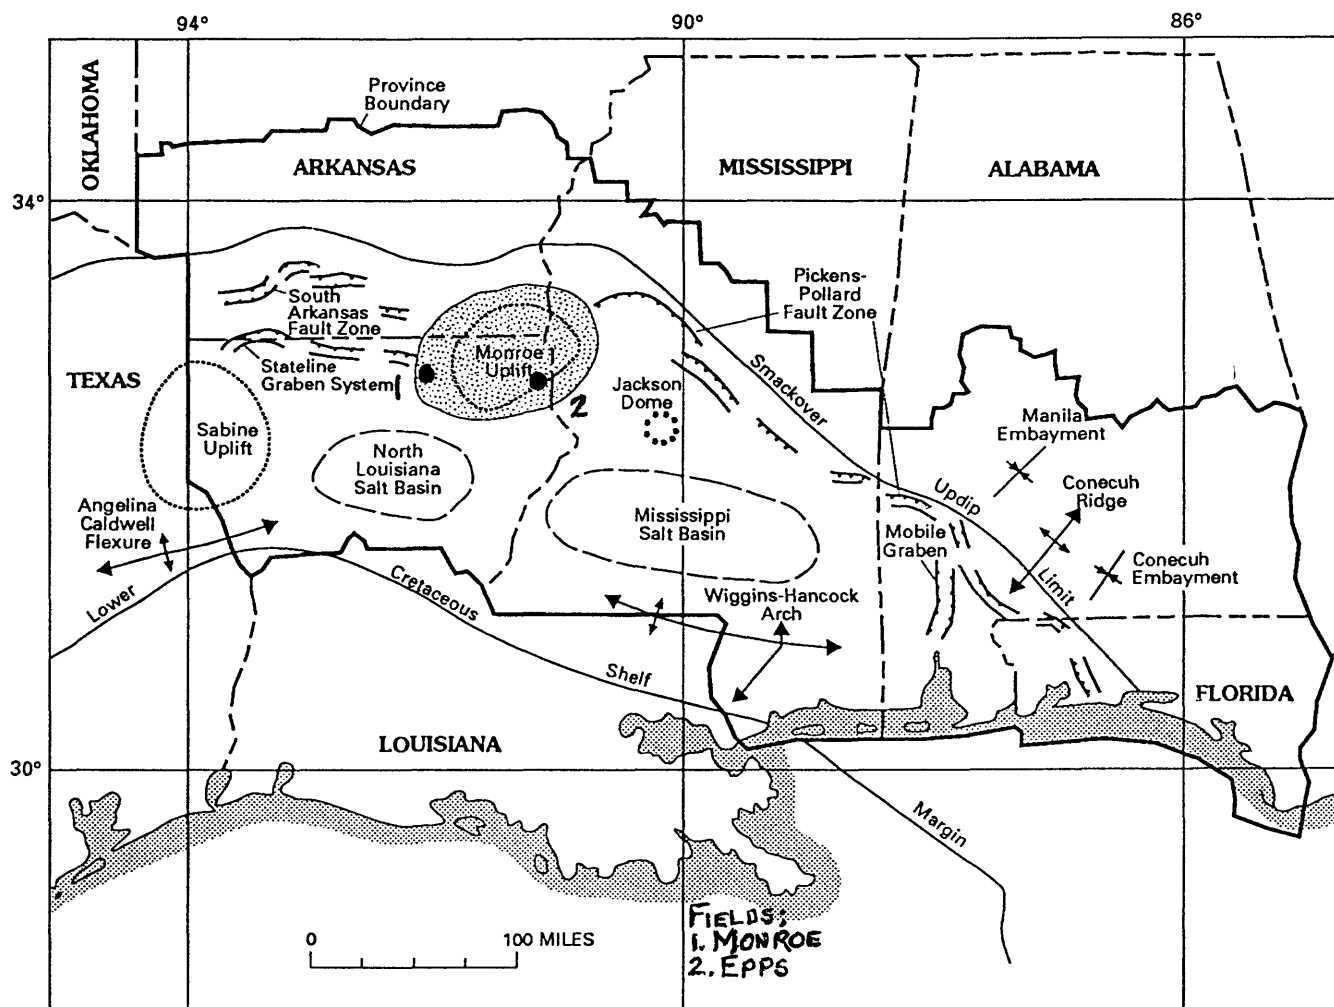 94°
90°
86°
OKLAHOMA
Province
Boundary
ARKANSAS
MISSISSIPPI
ALABAMA
34°
South
Arkansas
Fault Zone
Pickens-
Pollard
Fault Zone
Stateline
Graben System
1
Monroe
Uplift
2
TEXAS
Jackson
Dome
Smackover
Updip
Limit
Manila
Embayment
Sabine
Uplift
North
Louisiana
Salt Basin
Conecuh
Ridge
Angelina
Caldwell
Flexure
Mississippi
Salt Basin
Mobile
Graben
Conecuh
Embayment
Lower
Cretaceous
Shelf
Margin
Wiggins-Hancock
Arch
FLORIDA
LOUISIANA
30°
0
100 MILES
FIELDS:
1. MONROE
2. EPPS